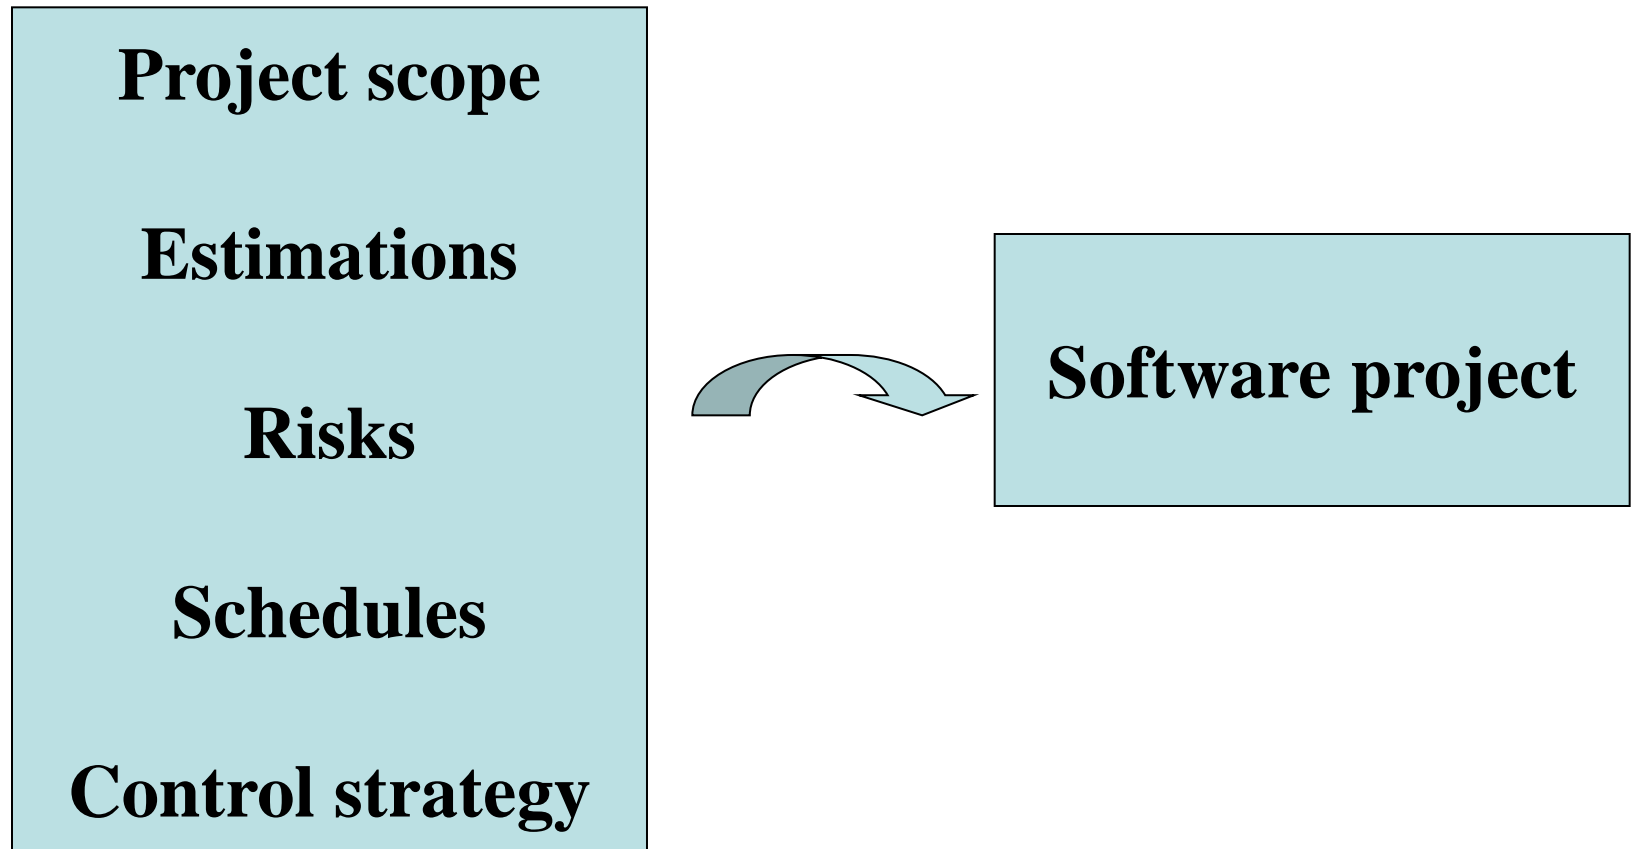 Project scope
Estimations
Risks
Schedules
Control strategy
Software project